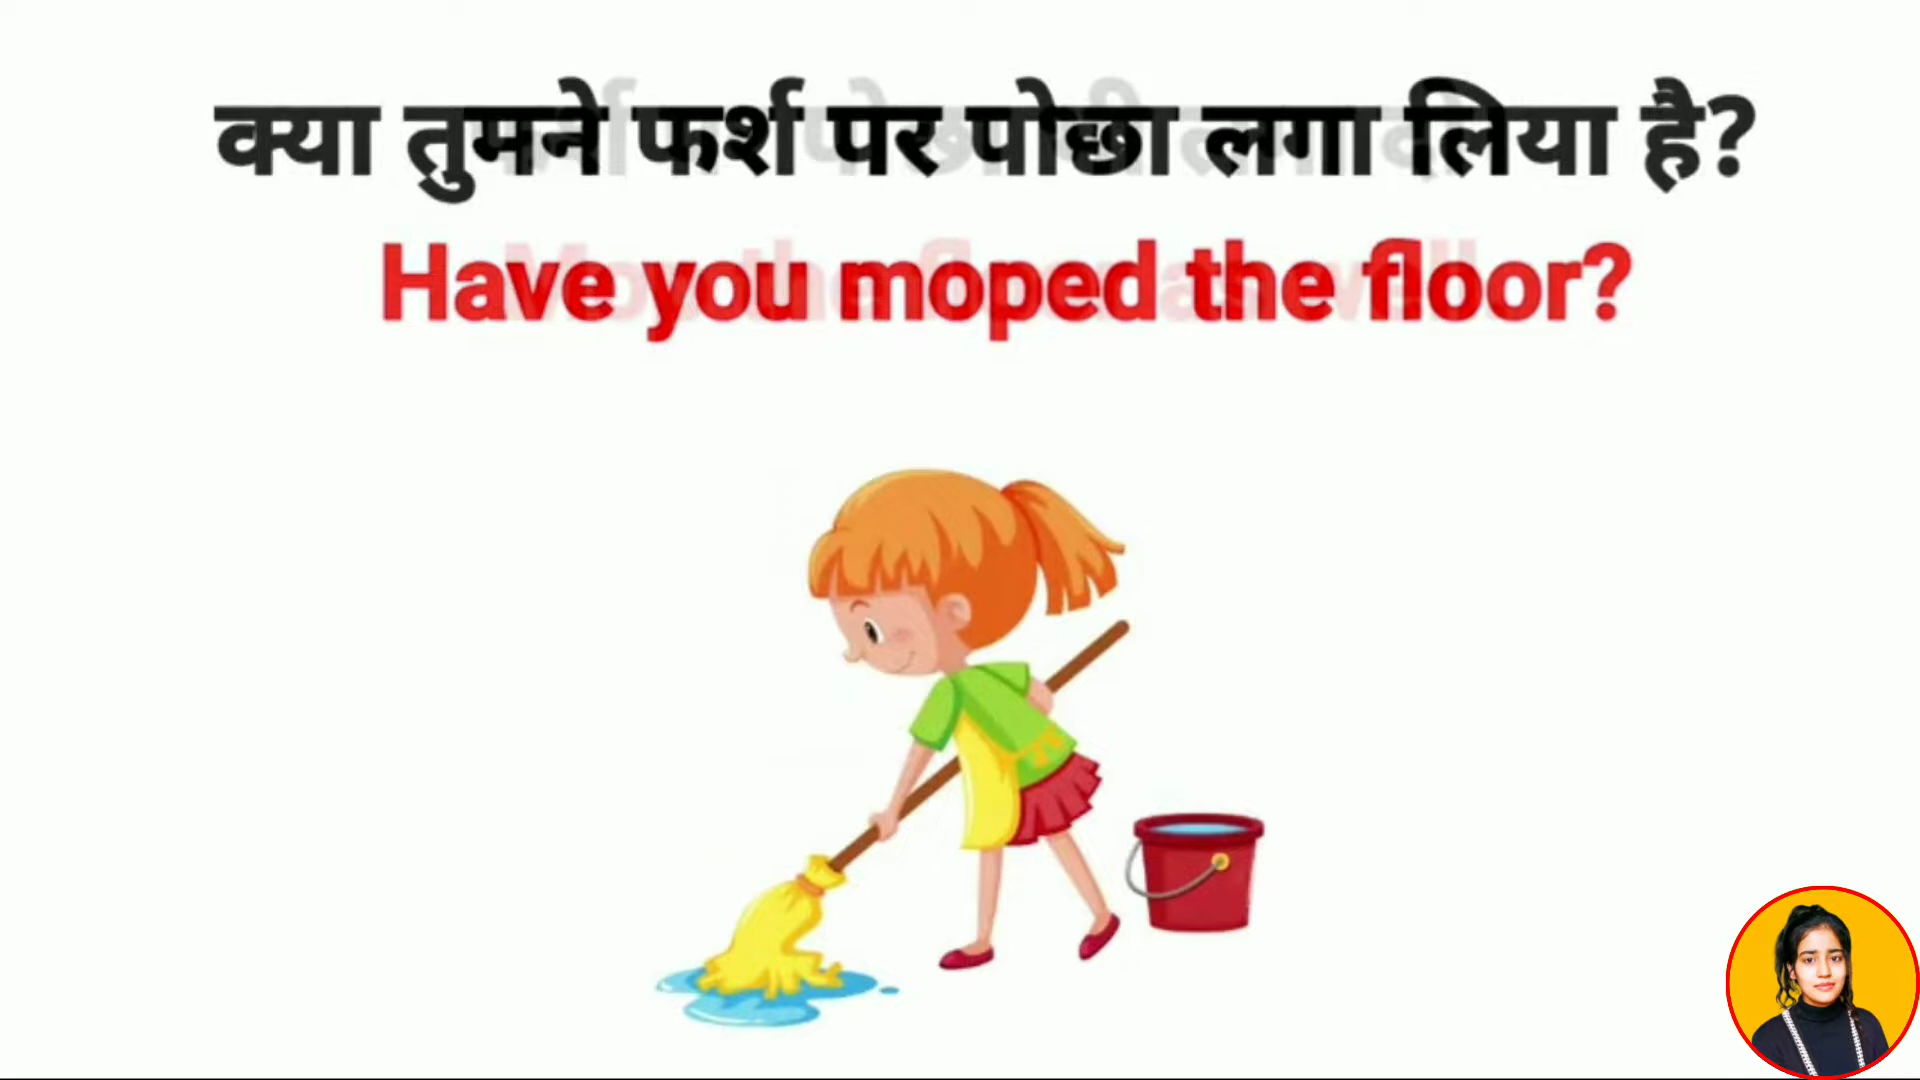 क्या तुमने फर्श पर पोछा लगा लिया है?
Have you moped the floor?